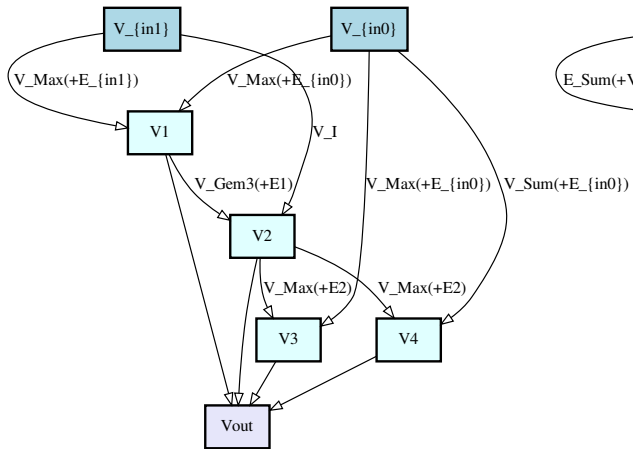 V_{in1}
V_{in0}
V_Max(+E_{in1})
V_Max(+E_{in0})
E_Sum(+V
V1
V_I
V_Gem3(+E1)
V_Max(+E_{in0})
V_Sum(+E_{in0})
V2
V_Max(+E2)
V_Max(+E2)
V3
V4
Vout